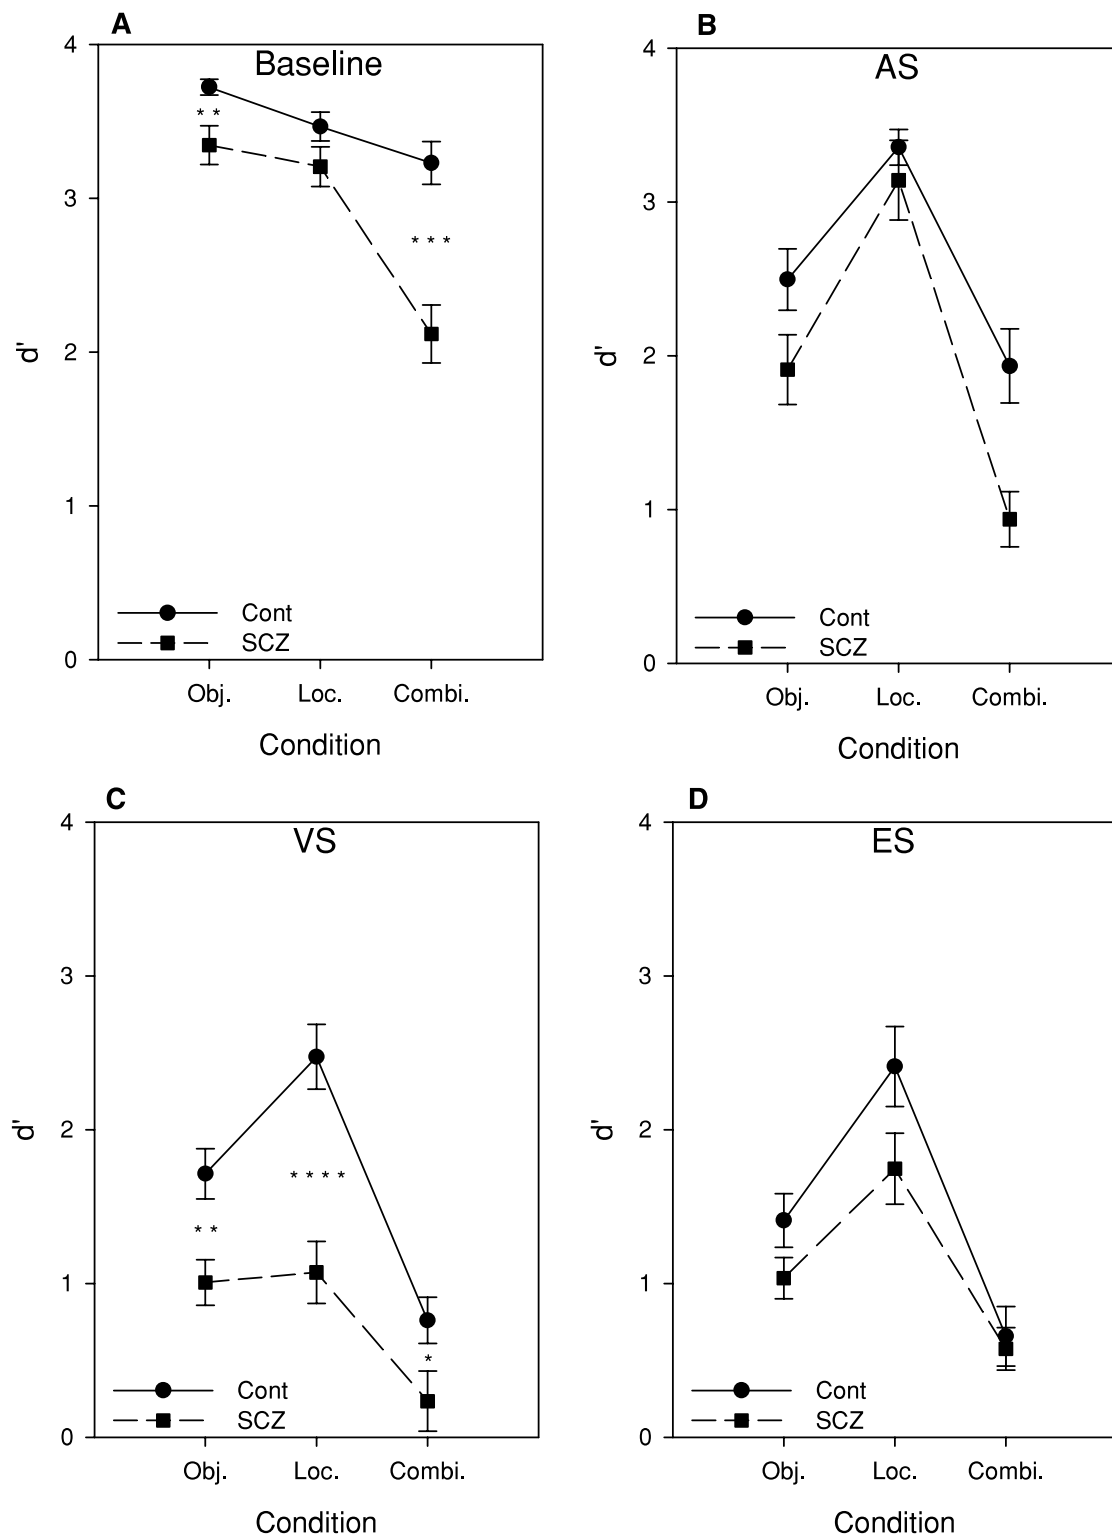 A
Baseline
4
3
2
1
0
d'
* *
* * *
Cont
SCZ
Obj. Loc. Combi.
Condition
B
AS
4
3
2
1
0
d'
Cont
SCZ
Obj. Loc. Combi.
Condition
C
VS
4
3
2
1
0
d'
* * * *
* *
*
Cont
SCZ
Obj. Loc. Combi.
Condition
D
ES
4
3
2
1
0
d'
Cont
SCZ
Obj. Loc. Combi.
Condition